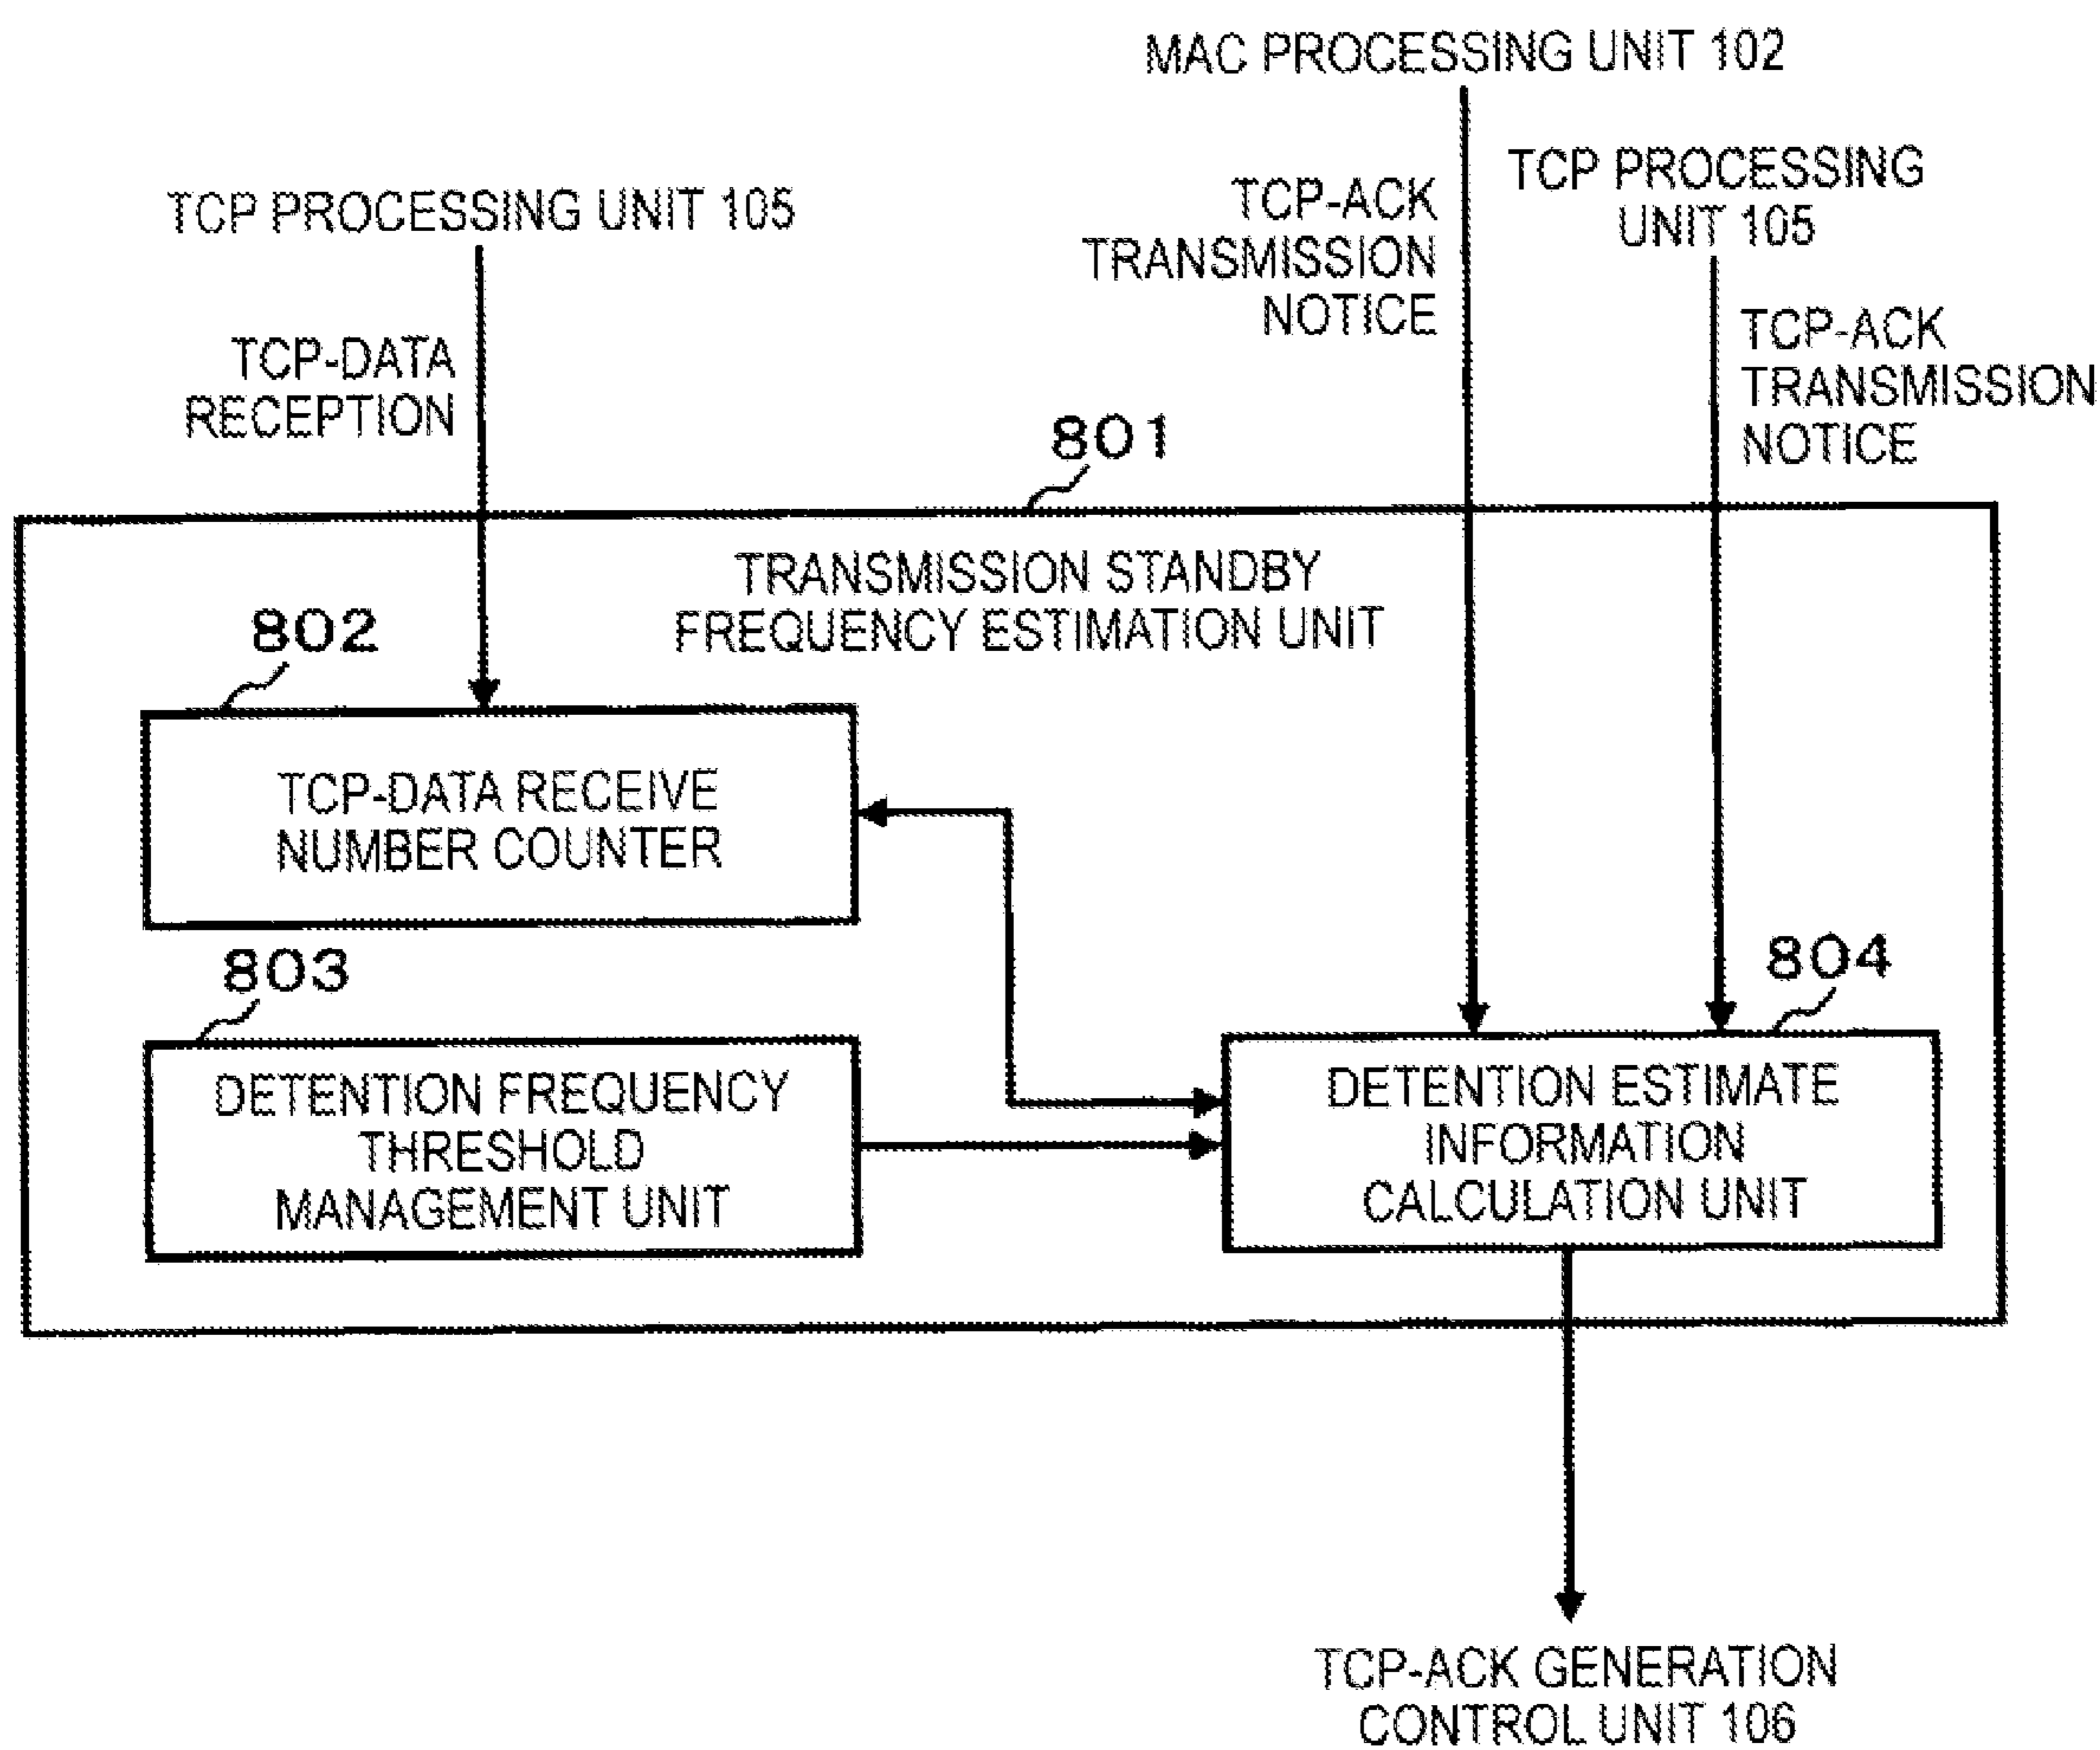 MAC PROCESSING UNIT 102
TCP PROCESSING UNIT 105
TCP-ACK
TRANSMISSION
NOTICE
TCP PROCESSING
UNIT 105
TCP-DATA
RECEPTION
TCP-ACK
TRANSMISSION
NOTICE
801
TRANSMISSION STANDBY
FREQUENCY ESTIMATION UNIT
802
TCP-DATA RECEIVE
NUMBER COUNTER
803
DETENTION FREQUENCY
THRESHOLD
MANAGEMENT UNIT
804
DETENTION ESTIMATE
INFORMATION
CALCULATION UNIT
TCP-ACK GENERATION
CONTROL UNIT 106